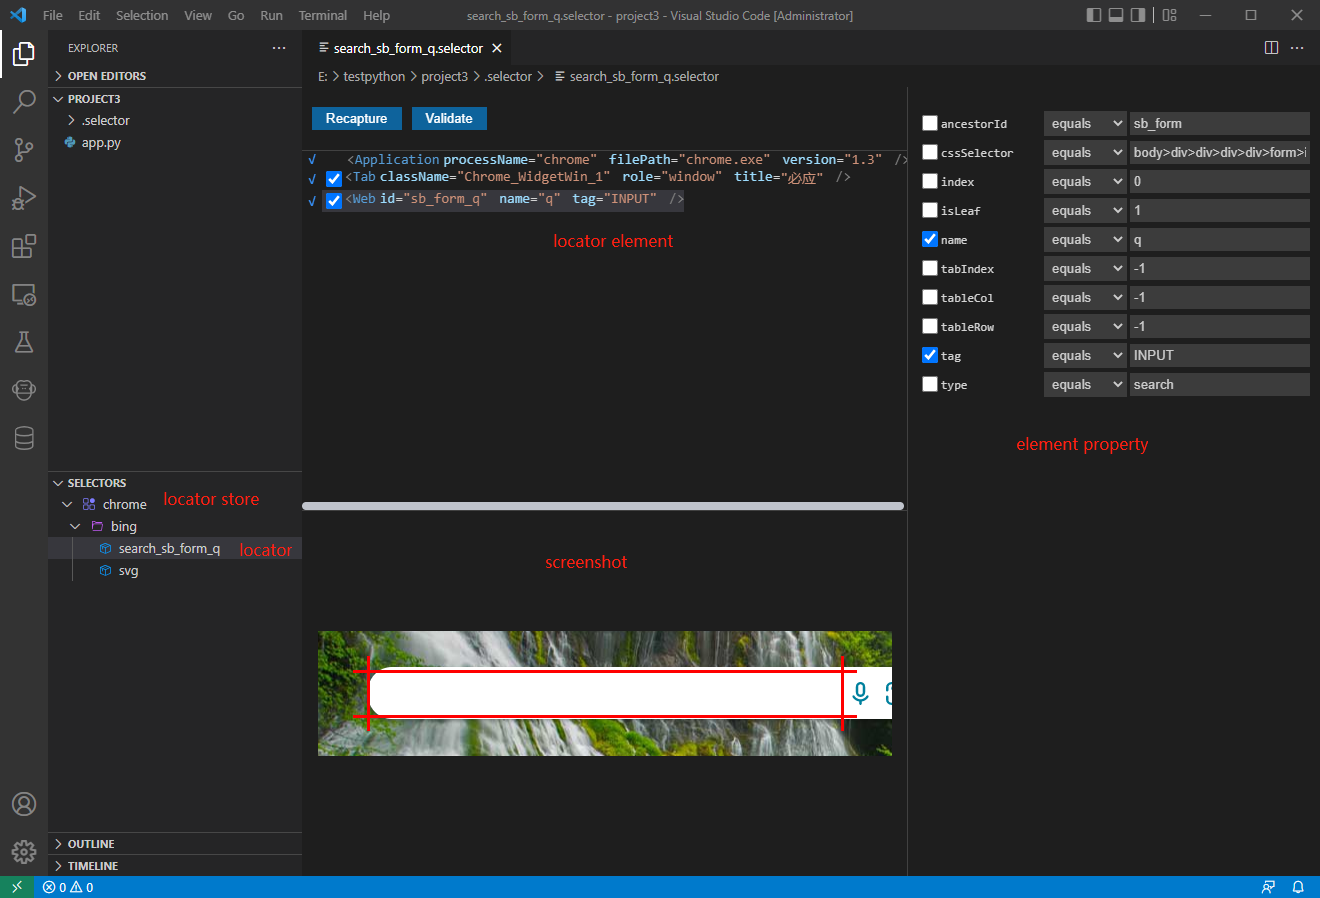 File Edit Selection View Go Run Terminal Help
search_sb_form_q.selector - project3 - Visual Studio Code [Administrator]
EXPLORER
OPEN EDITORS
PROJECT3
.selector
app.py
SELECTORS
chrome
locator store
bing
search_sb_form_q
locator
svg
OUTLINE
TIMELINE
search_sb_form_q.selector
E: > testpython > project3 > .selector > search_sb_form_q.selector
Recapture Validate
<Application processName="chrome" filePath="chrome.exe" version="1.3" />
<Tab className="Chrome_WidgetWin_1" role="window" title="必应" />
<Web id="sb_form_q" name="q" tag="INPUT" />
locator element
screenshot
ancestorId equals sb_form
cssSelector equals body>div>div>div>div>form>i
index equals 0
isLeaf equals 1
name equals q
tabIndex equals -1
tableCol equals -1
tableRow equals -1
tag equals INPUT
type equals search
element property
0 0